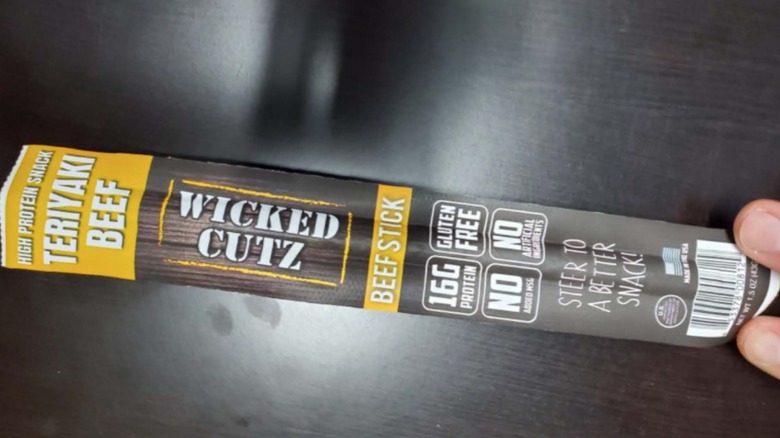 HIGH PROTEIN SNACK
TERIYAKI
BEEF
WICKED
CUTZ
BEEF STICK
GLUTEN
FREE
NO
ARTIFICIAL
INGREDIENTS
16G
PROTEIN
NO
ADDED MSG
STEER TO
A BETTER
SNACK!
MADE IN THE USA
NET WT 1.5 OZ